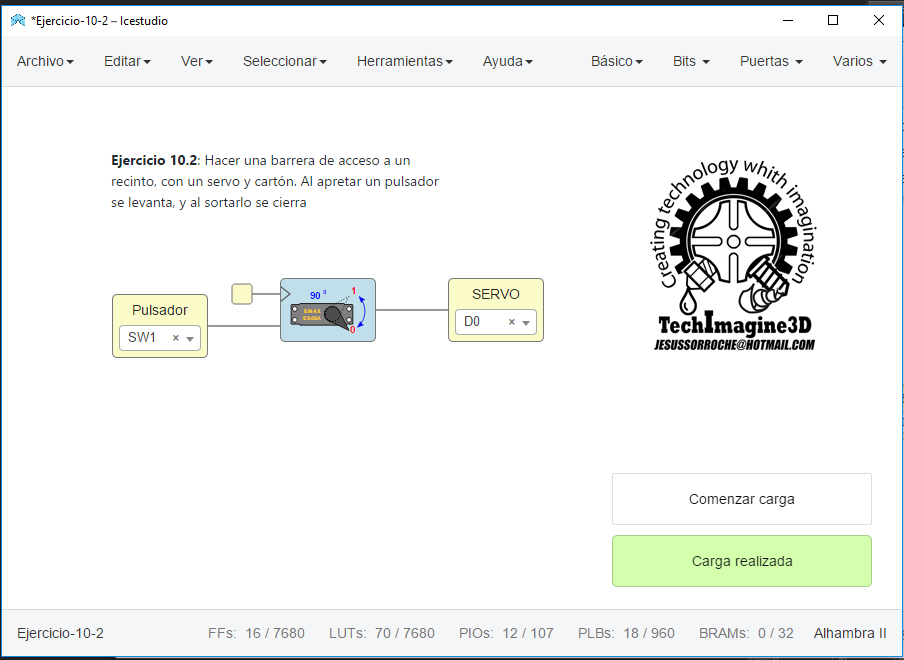 *Ejercicio-10-2 – Icestudio
Archivo Editar Ver Seleccionar Herramientas Ayuda Básico Bits Puertas Varios
Ejercicio 10.2: Hacer una barrera de acceso a un
recinto, con un servo y cartón. Al apretar un pulsador
se levanta, y al sortarlo se cierra
Creating technology whith imagination
TechImagine3D
JESUSSORROCHE@HOTMAIL.COM
Pulsador
SW1 ×
90 º
1
EMAX
ES08A
0
SERVO
D0 ×
Comenzar carga
Carga realizada
Ejercicio-10-2 FFs: 16 / 7680 LUTs: 70 / 7680 PIOs: 12 / 107 PLBs: 18 / 960 BRAMs: 0 / 32 Alhambra II